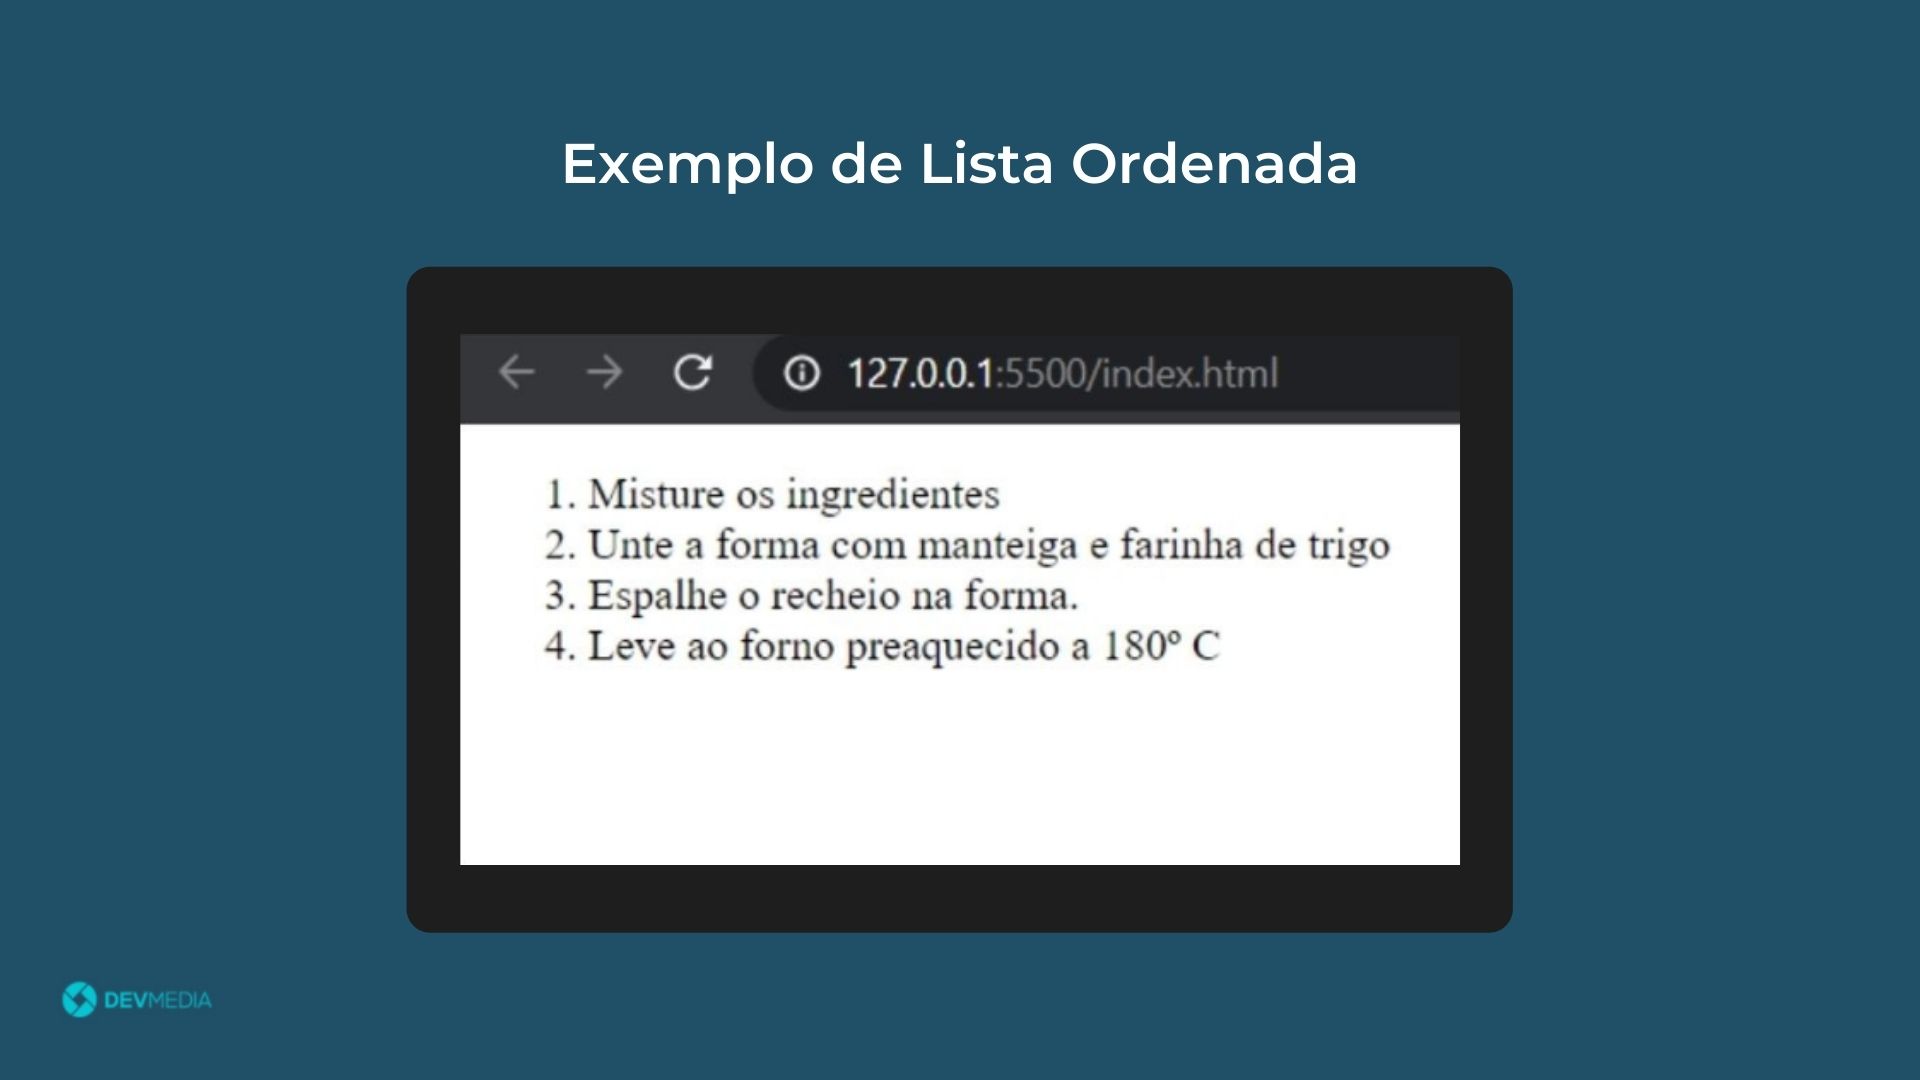 Exemplo de Lista Ordenada
127.0.0.1:5500/index.html
1. Misture os ingredientes
2. Unte a forma com manteiga e farinha de trigo
3. Espalhe o recheio na forma.
4. Leve ao forno preaquecido a 180º C
DEVMEDIA